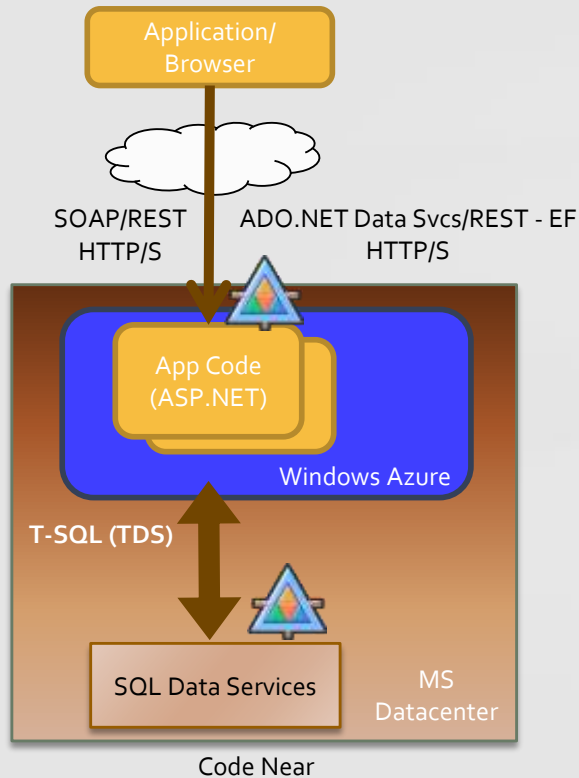 Application/
Browser
SOAP/REST
HTTP/S
ADO.NET Data Svcs/REST - EF
HTTP/S
App Code
(ASP.NET)
Windows Azure
T-SQL (TDS)
SQL Data Services
MS
Datacenter
Code Near